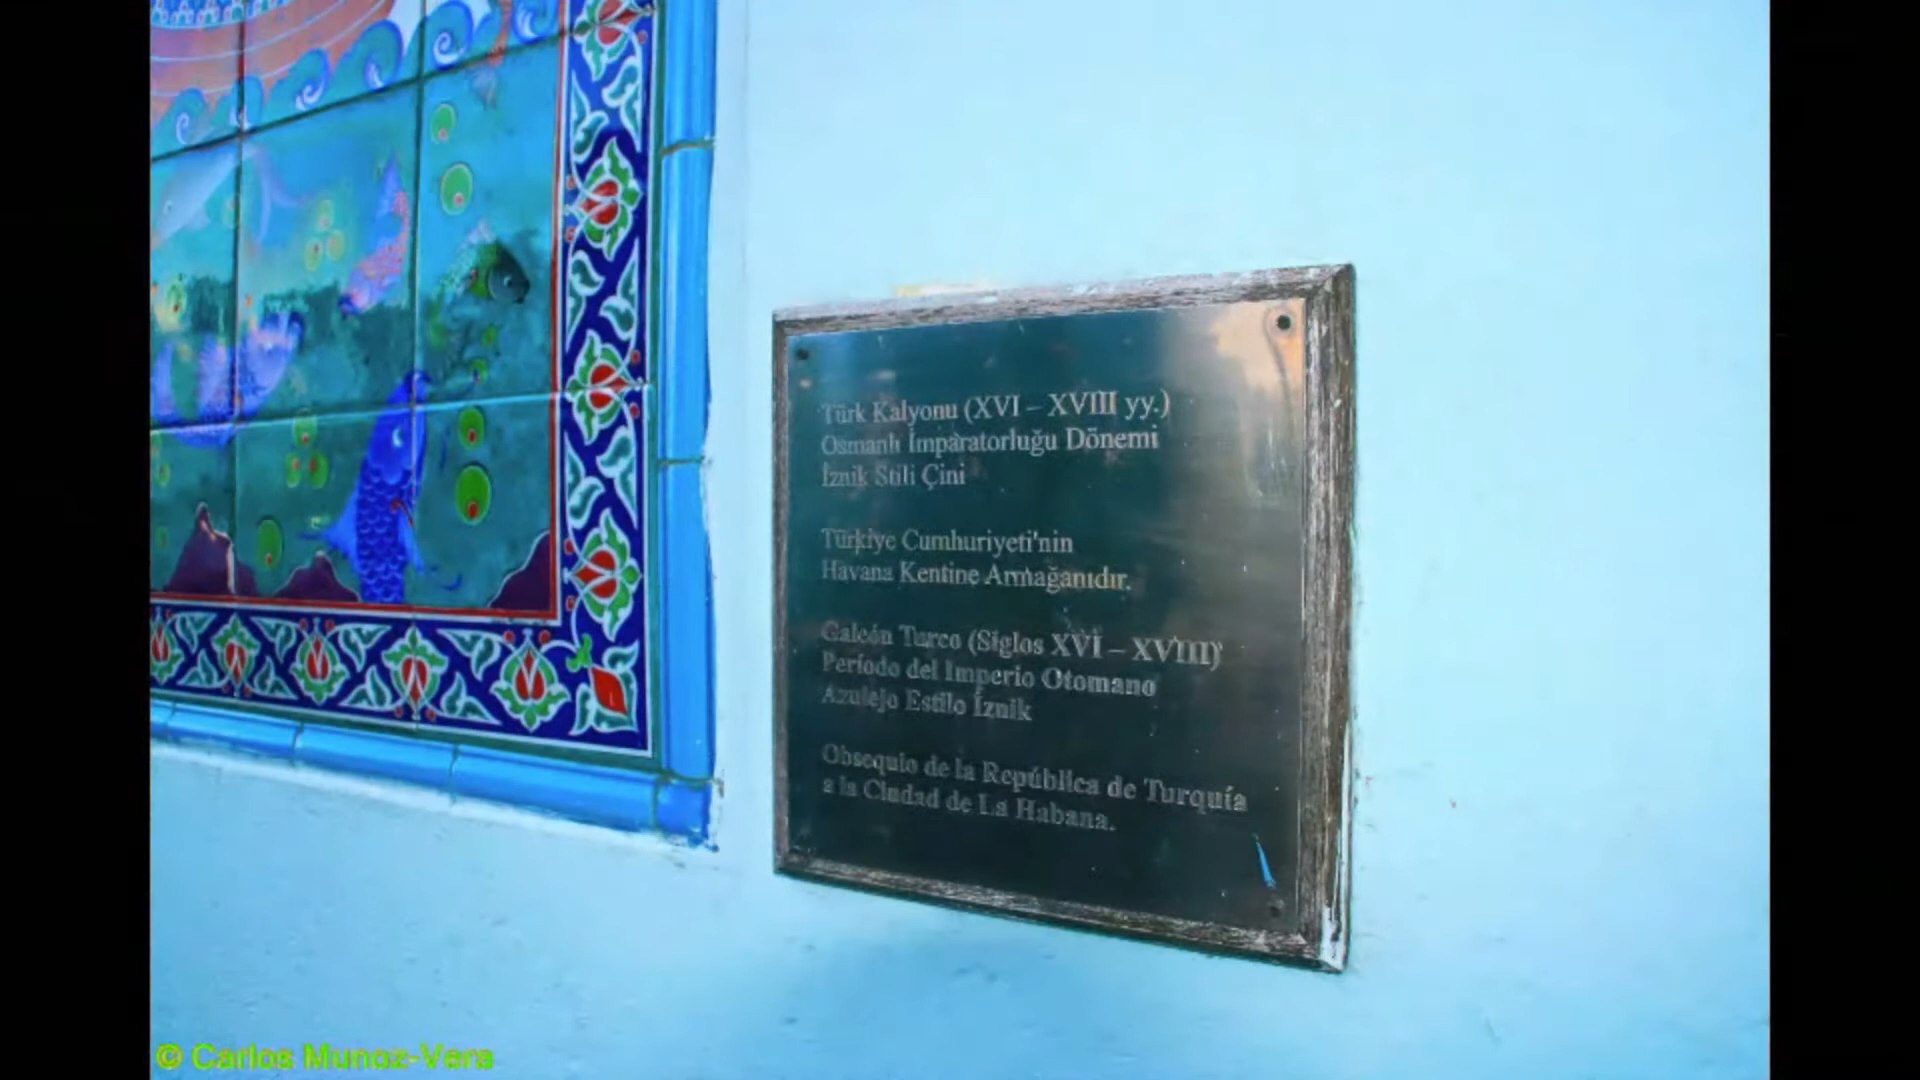 Türk Kalyonu (XVI – XVIII yy.)
Osmanlı İmparatorluğu Dönemi
İznik Stili Çini
Türkiye Cumhuriyeti'nin
Havana Kentine Armağanıdır.
Galeón Turco (Siglos XVI – XVIII)
Período del Imperio Otomano
Azulejo Estilo İznik
Obsequio de la República de Turquía
a la Ciudad de La Habana.
© Carlos Munoz-Vera